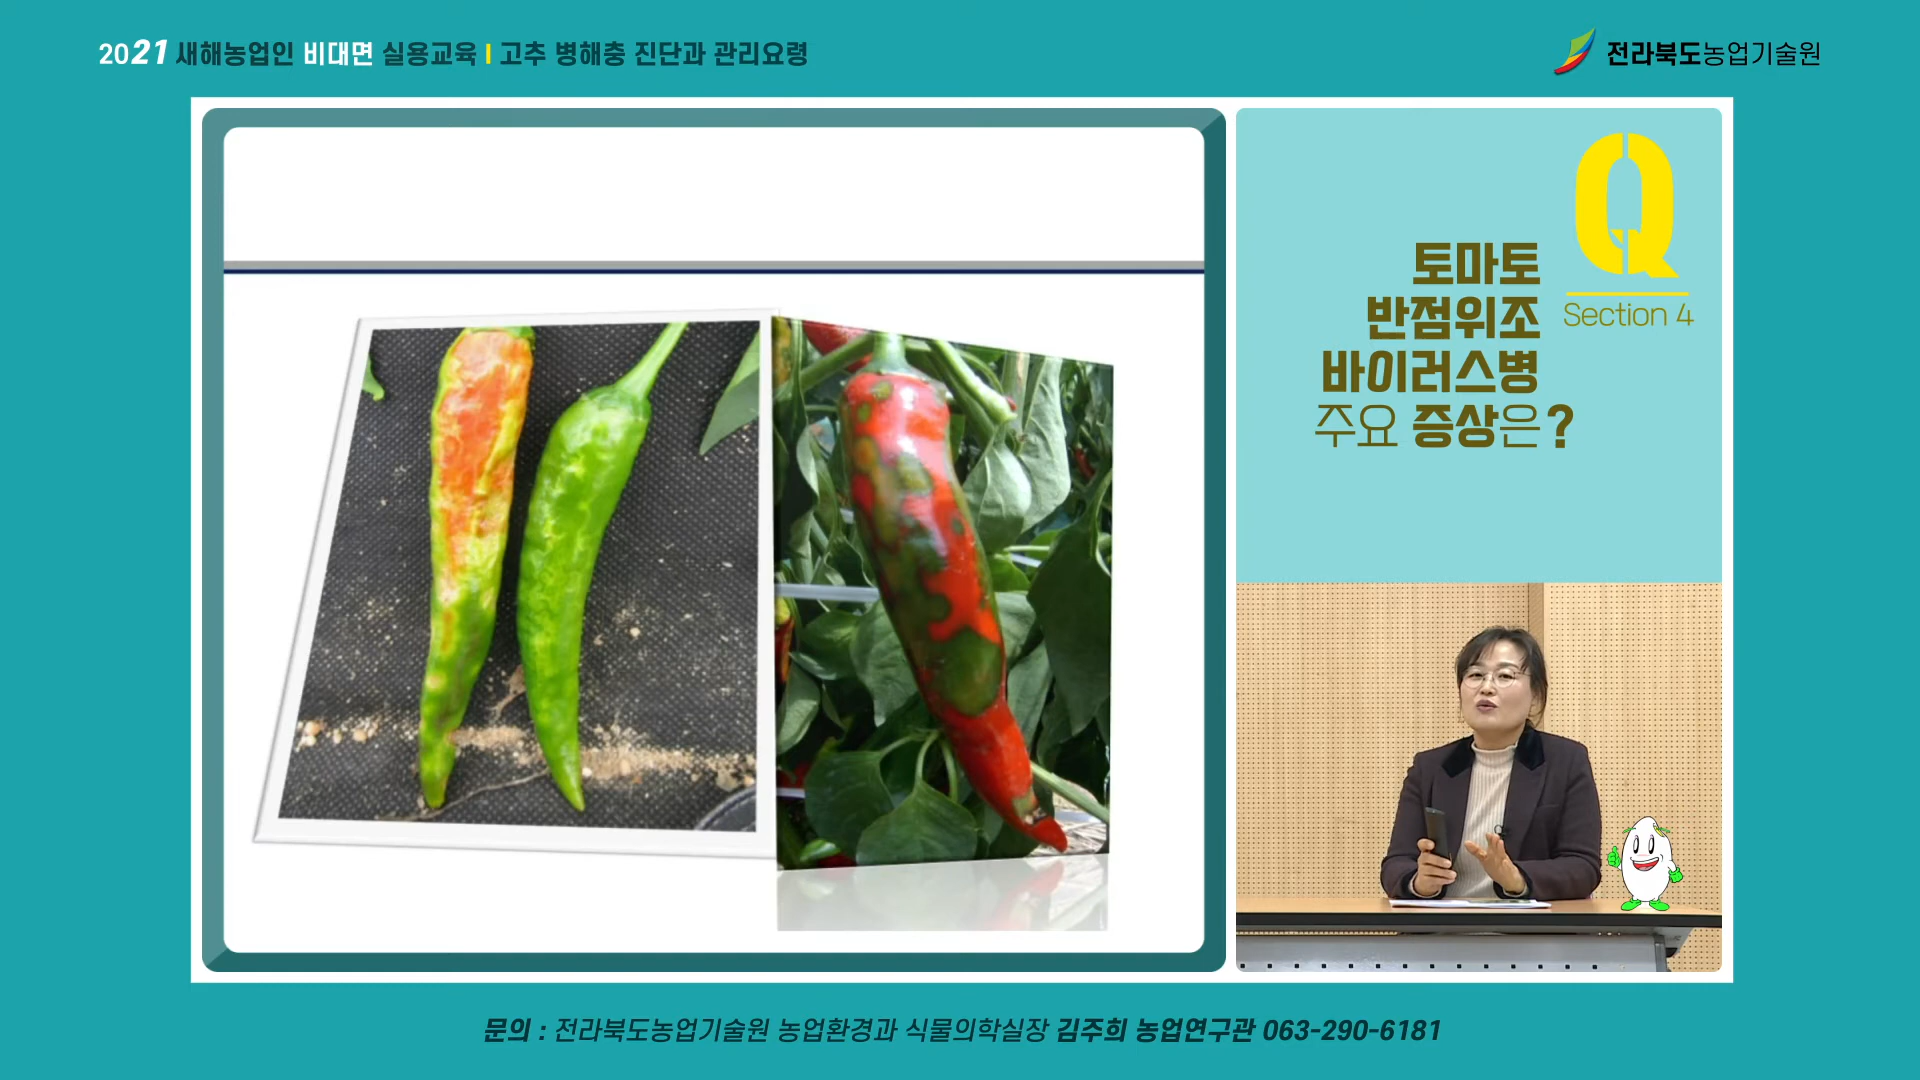 2021 새해농업인 비대면 실용교육 I 고추 병해충 진단과 관리요령
전라북도농업기술원
Q
Section 4
토마토
반점위조
바이러스병
주요 증상은?
문의 : 전라북도농업기술원 농업환경과 식물의학실장 김주희 농업연구관 063-290-6181